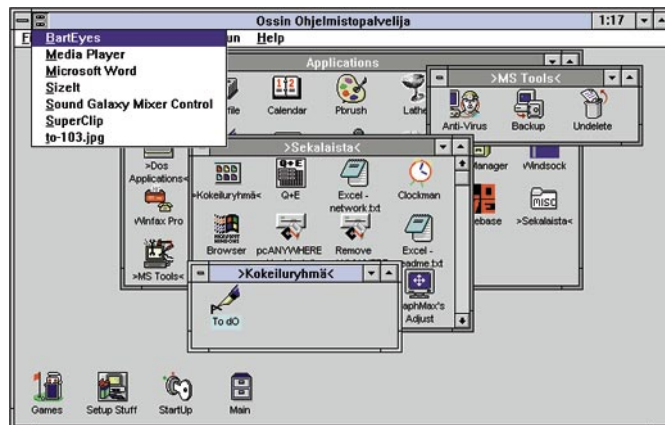 Ossin Ohjelmistopalvelija
1:17
un Help
BartEyes
Media Player
Microsoft Word
SizeIt
Sound Galaxy Mixer Control
SuperClip
to-103.jpg
Applications
Calendar
Pbrush
>MS Tools<
Anti-Virus
Backup
Undelete
>Sekalaista<
>Dos
Applications<
Winfax Pro
>MS Tools<
>Kokeiluryhmä<
Q+E
Excel -
network.txt
Clockman
Browser
pcANYWHERE
Remove
Excel -
Windsock
>Sekalaista<
MISC
>Kokeiluryhmä<
To dO
Adjust
Games
Setup Stuff
StartUp
Main